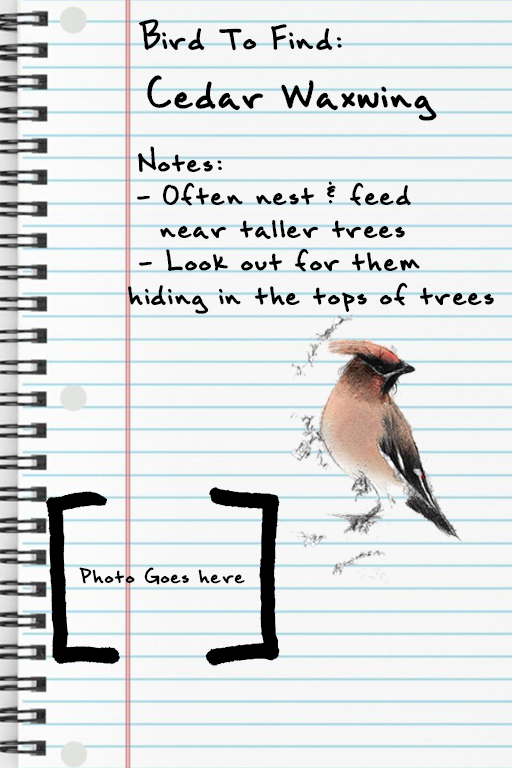 Bird To Find:
Cedar Waxwing
Notes:
- Often nest & feed
near taller trees
- Look out for them
hiding in the tops of trees
Photo Goes here